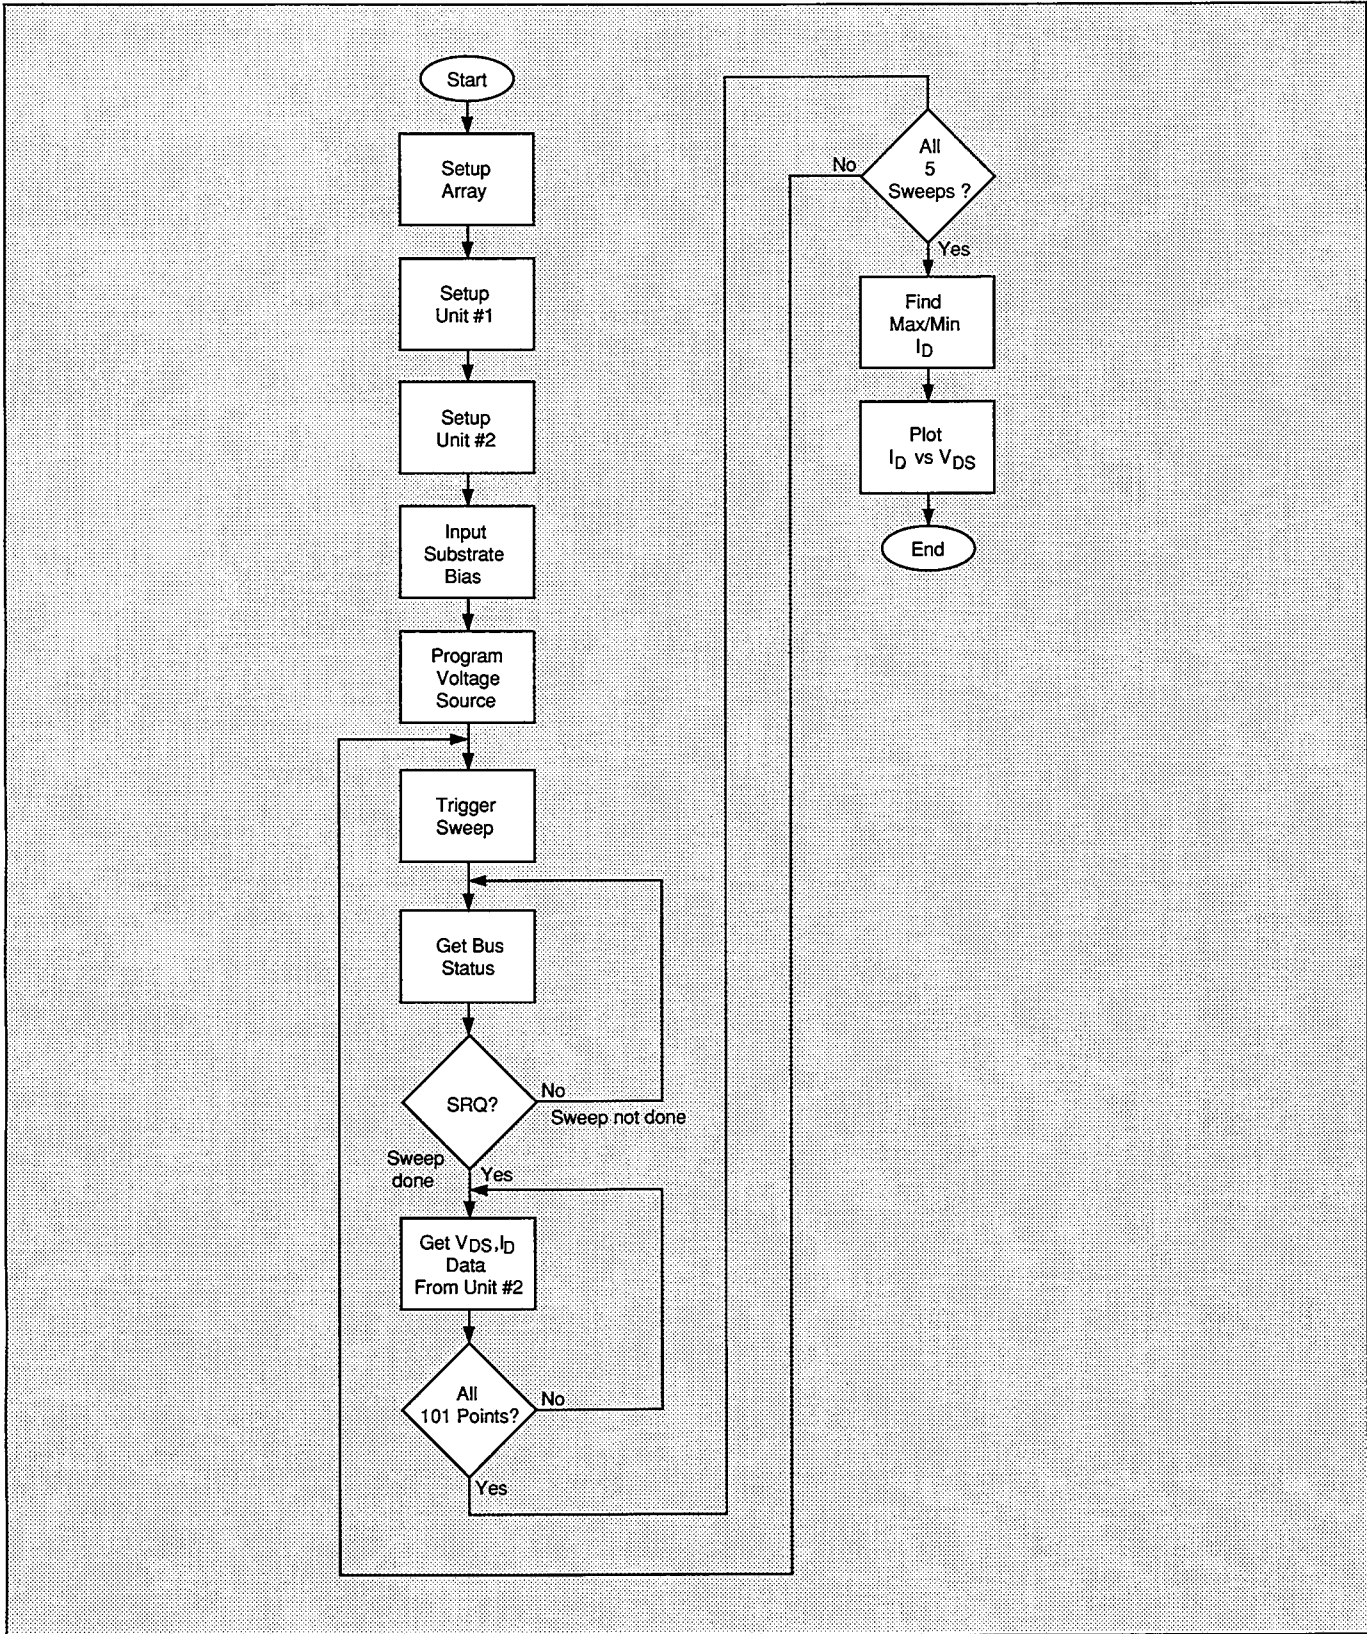 Start
Setup
Array
Setup
Unit #1
Setup
Unit #2
Input
Substrate
Bias
Program
Voltage
Source
Trigger
Sweep
Get Bus
Status
SRQ?
No
Sweep not done
Sweep
done
Yes
Get VDS,ID
Data
From Unit #2
All
101 Points?
No
Yes
All
5
Sweeps ?
No
Yes
Find
Max/Min
ID
Plot
ID vs VDS
End